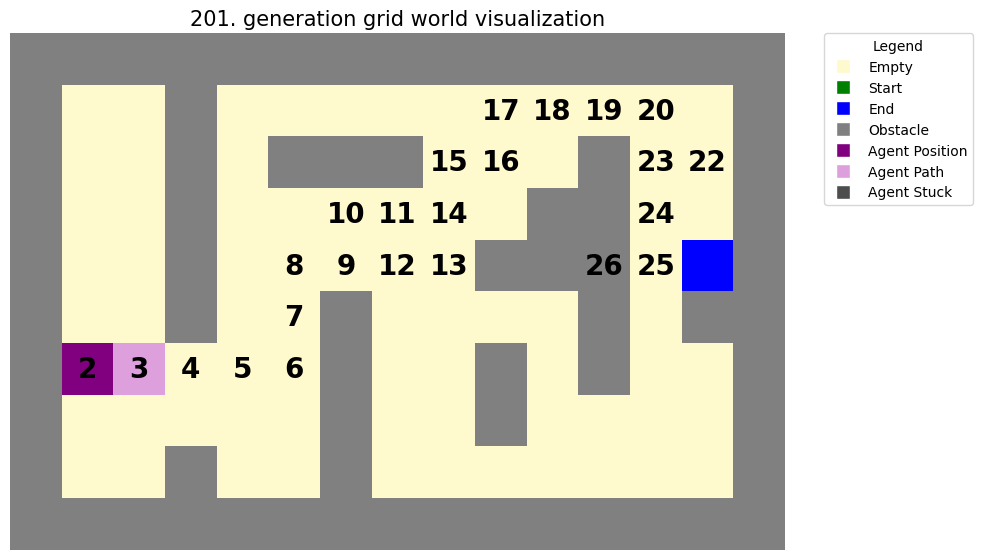 201. generation grid world visualization
Legend
Empty
Start
End
Obstacle
Agent Position
Agent Path
Agent Stuck
17 18 19 20
15 16 23 22
10 11 14 24
8 9 12 13 26 25
7
2 3 4 5 6